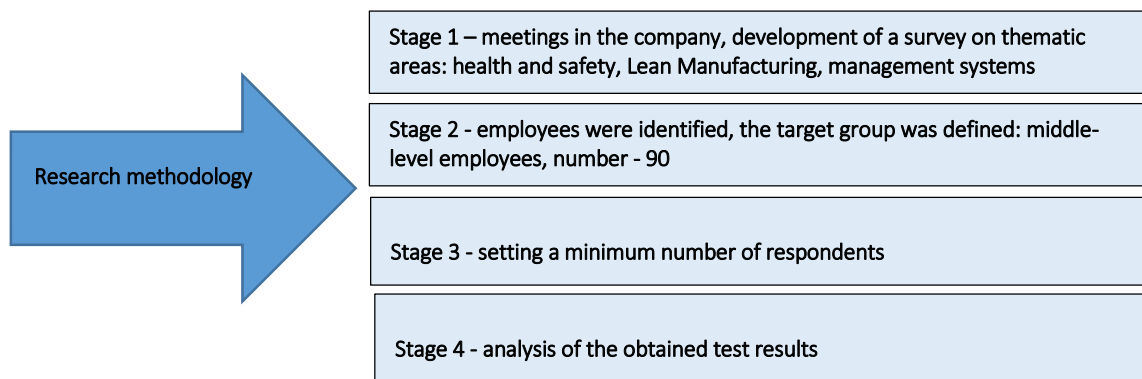 Research methodology
Stage 1 – meetings in the company, development of a survey on thematic
areas: health and safety, Lean Manufacturing, management systems
Stage 2 - employees were identified, the target group was defined: middle-
level employees, number - 90
Stage 3 - setting a minimum number of respondents
Stage 4 - analysis of the obtained test results